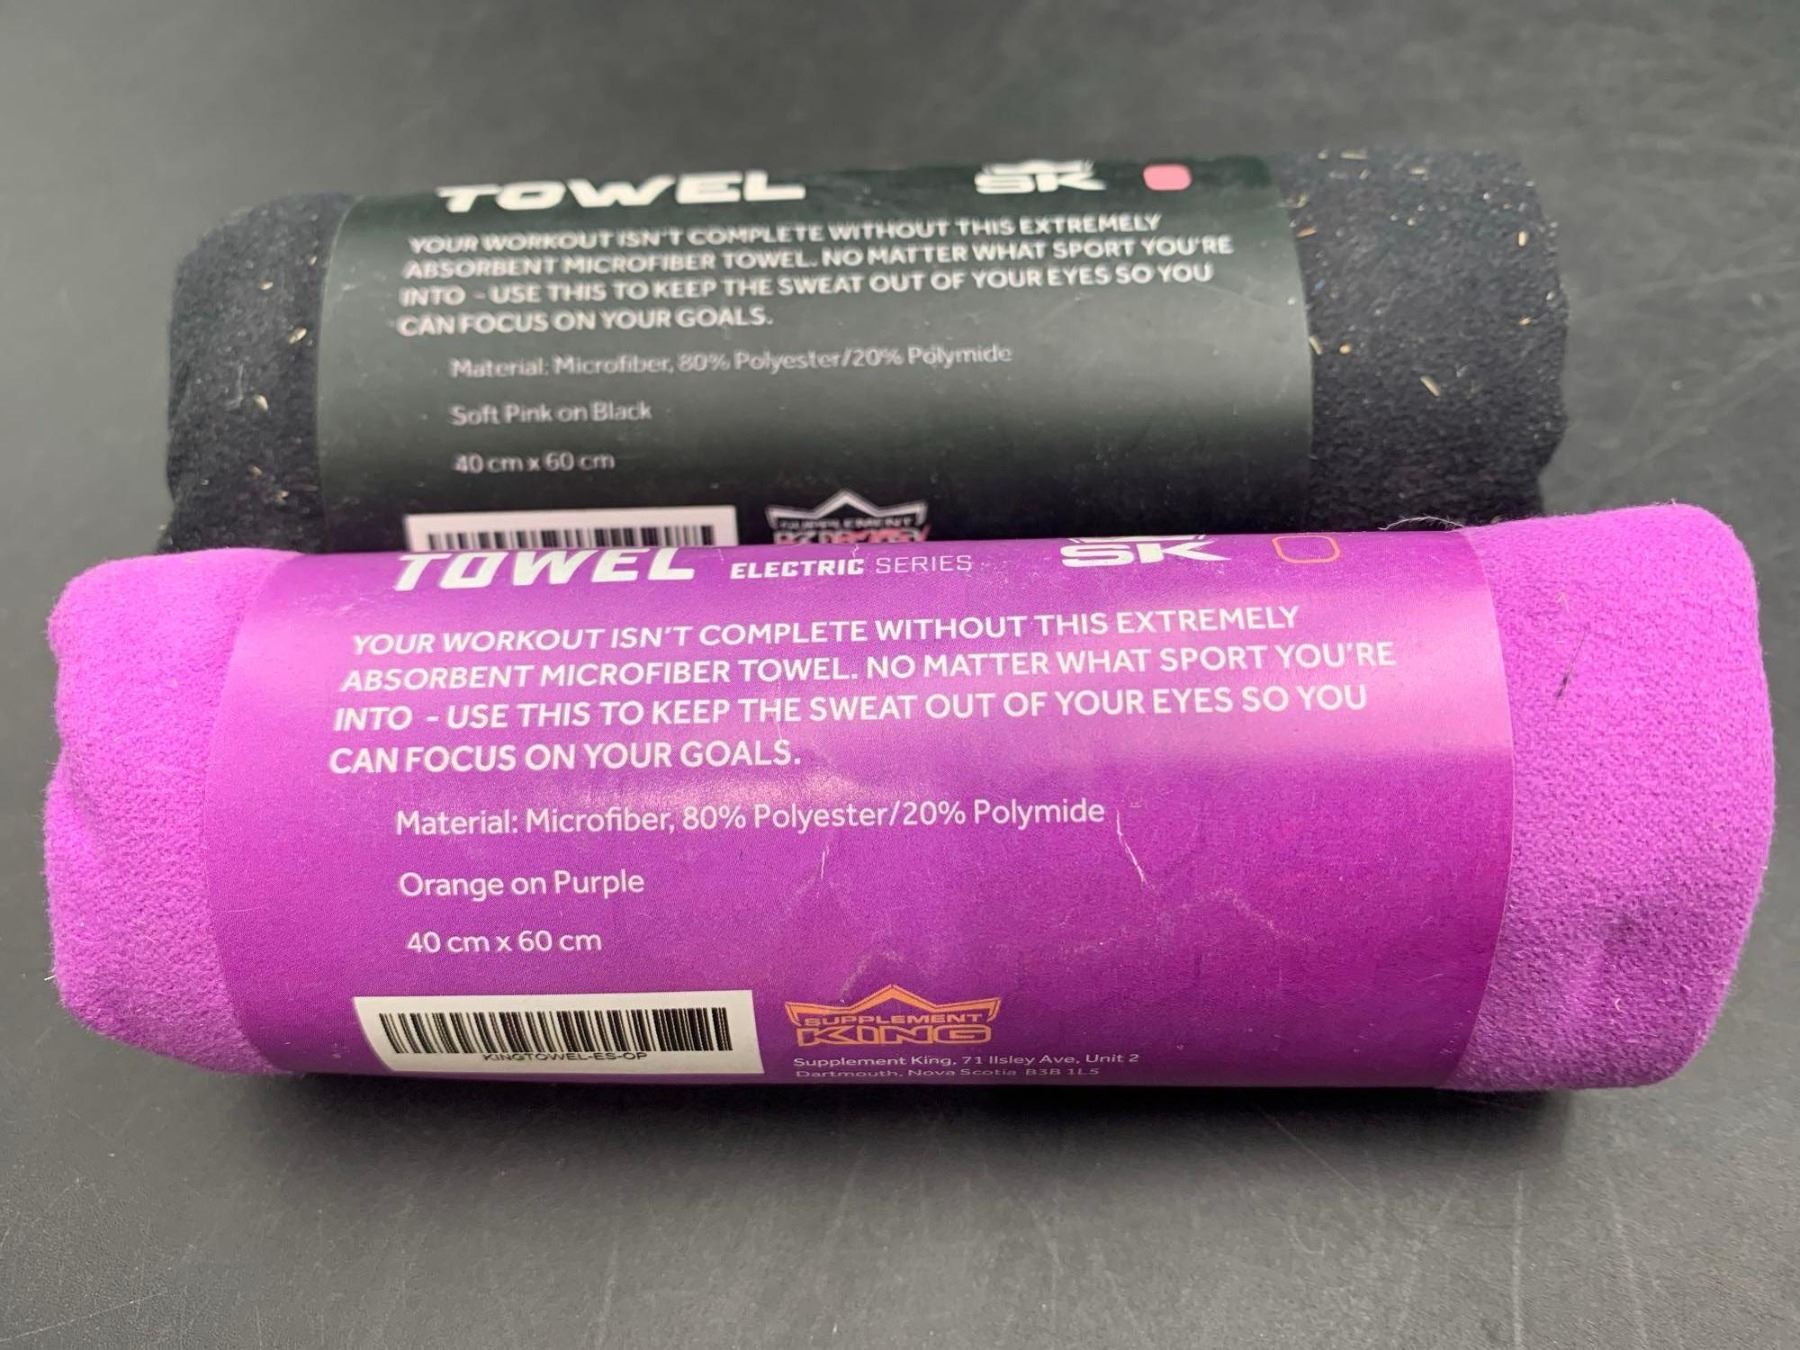 TOWEL SK
YOUR WORKOUT ISN'T COMPLETE WITHOUT THIS EXTREMELY
ABSORBENT MICROFIBER TOWEL. NO MATTER WHAT SPORT YOU'RE
INTO - USE THIS TO KEEP THE SWEAT OUT OF YOUR EYES SO YOU
CAN FOCUS ON YOUR GOALS.
Material: Microfiber, 80% Polyester/20% Polymide
Soft Pink on Black
40 cm x 60 cm
SUPPLEMENT
KING
TOWEL ELECTRIC SERIES SK
YOUR WORKOUT ISN'T COMPLETE WITHOUT THIS EXTREMELY
ABSORBENT MICROFIBER TOWEL. NO MATTER WHAT SPORT YOU'RE
INTO - USE THIS TO KEEP THE SWEAT OUT OF YOUR EYES SO YOU
CAN FOCUS ON YOUR GOALS.
Material: Microfiber, 80% Polyester/20% Polymide
Orange on Purple
40 cm x 60 cm
KINGTOWEL-ES-OP
SUPPLEMENT
KING
Supplement King, 71 Ilsley Ave, Unit 2
Dartmouth, Nova Scotia B3B 1L5